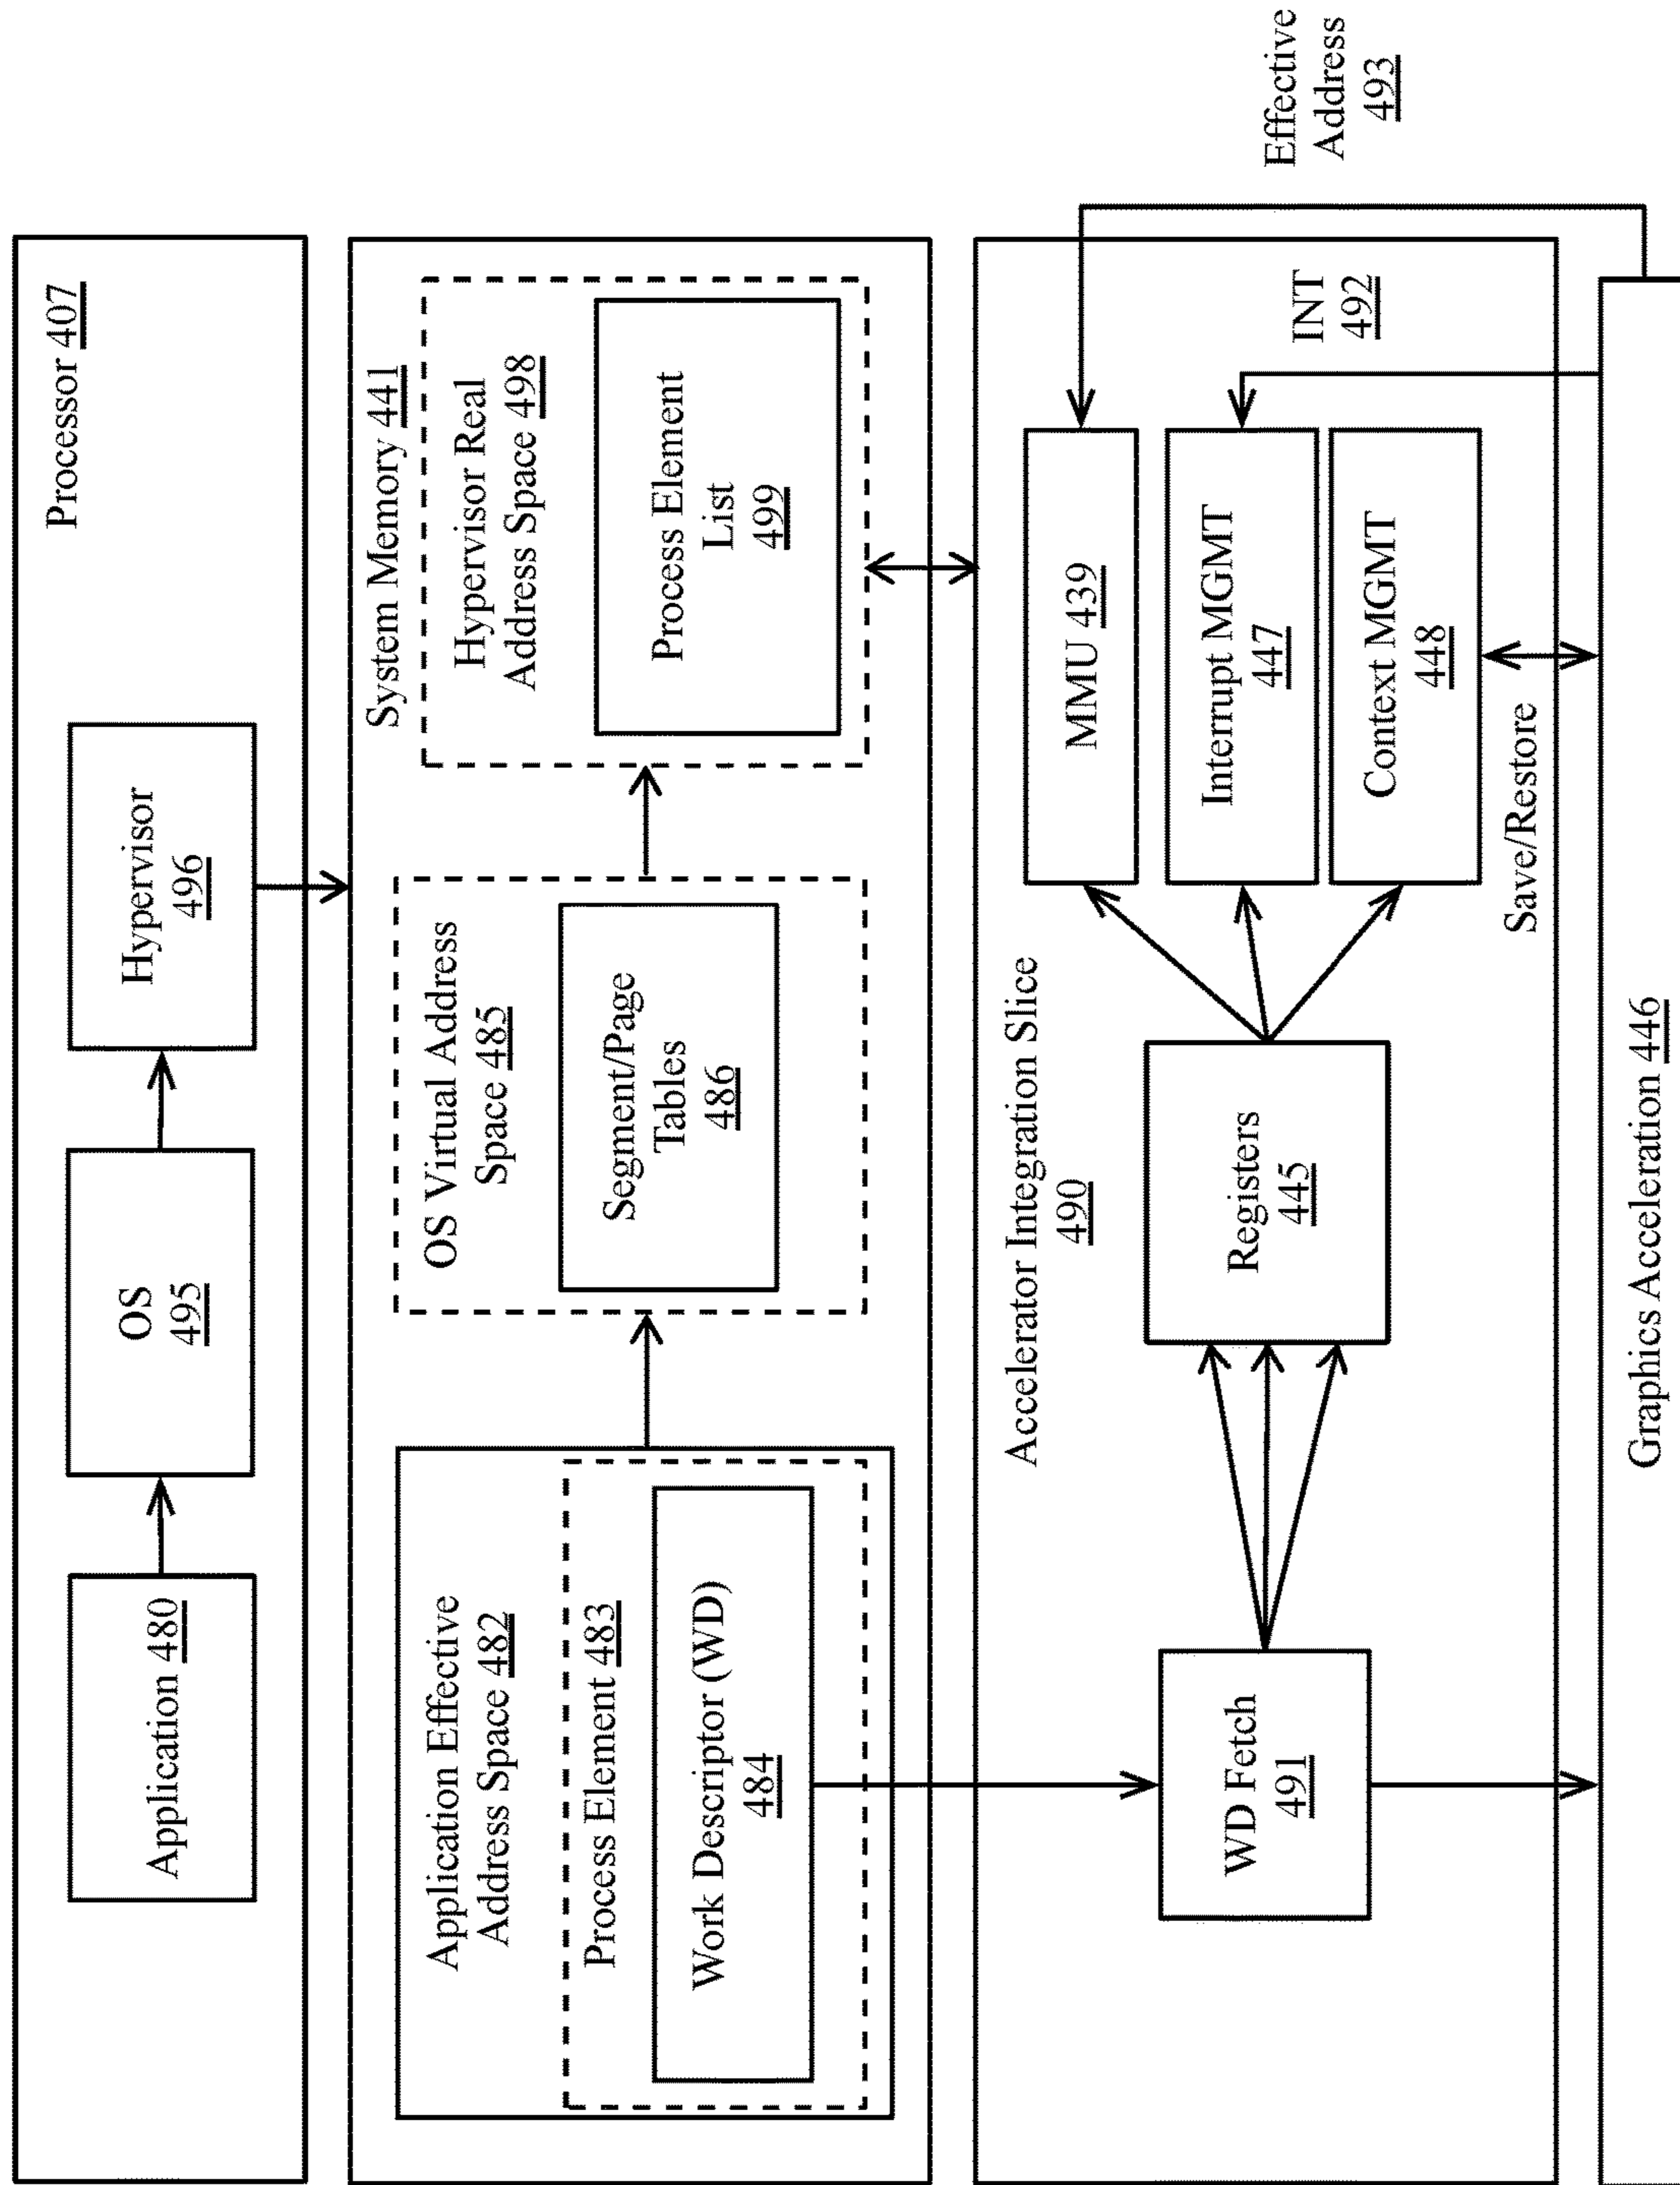 Processor 407
Application 480
OS
495
Hypervisor
496
System Memory 441
Application Effective
Address Space 482
Process Element 483
Work Descriptor (WD)
484
OS Virtual Address
Space 485
Segment/Page
Tables
486
Hypervisor Real
Address Space 498
Process Element
List
499
Accelerator Integration Slice
490
WD Fetch
491
Registers
445
MMU 439
Interrupt MGMT
447
Context MGMT
448
Save/Restore
INT
492
Effective
Address
493
Graphics Acceleration 446